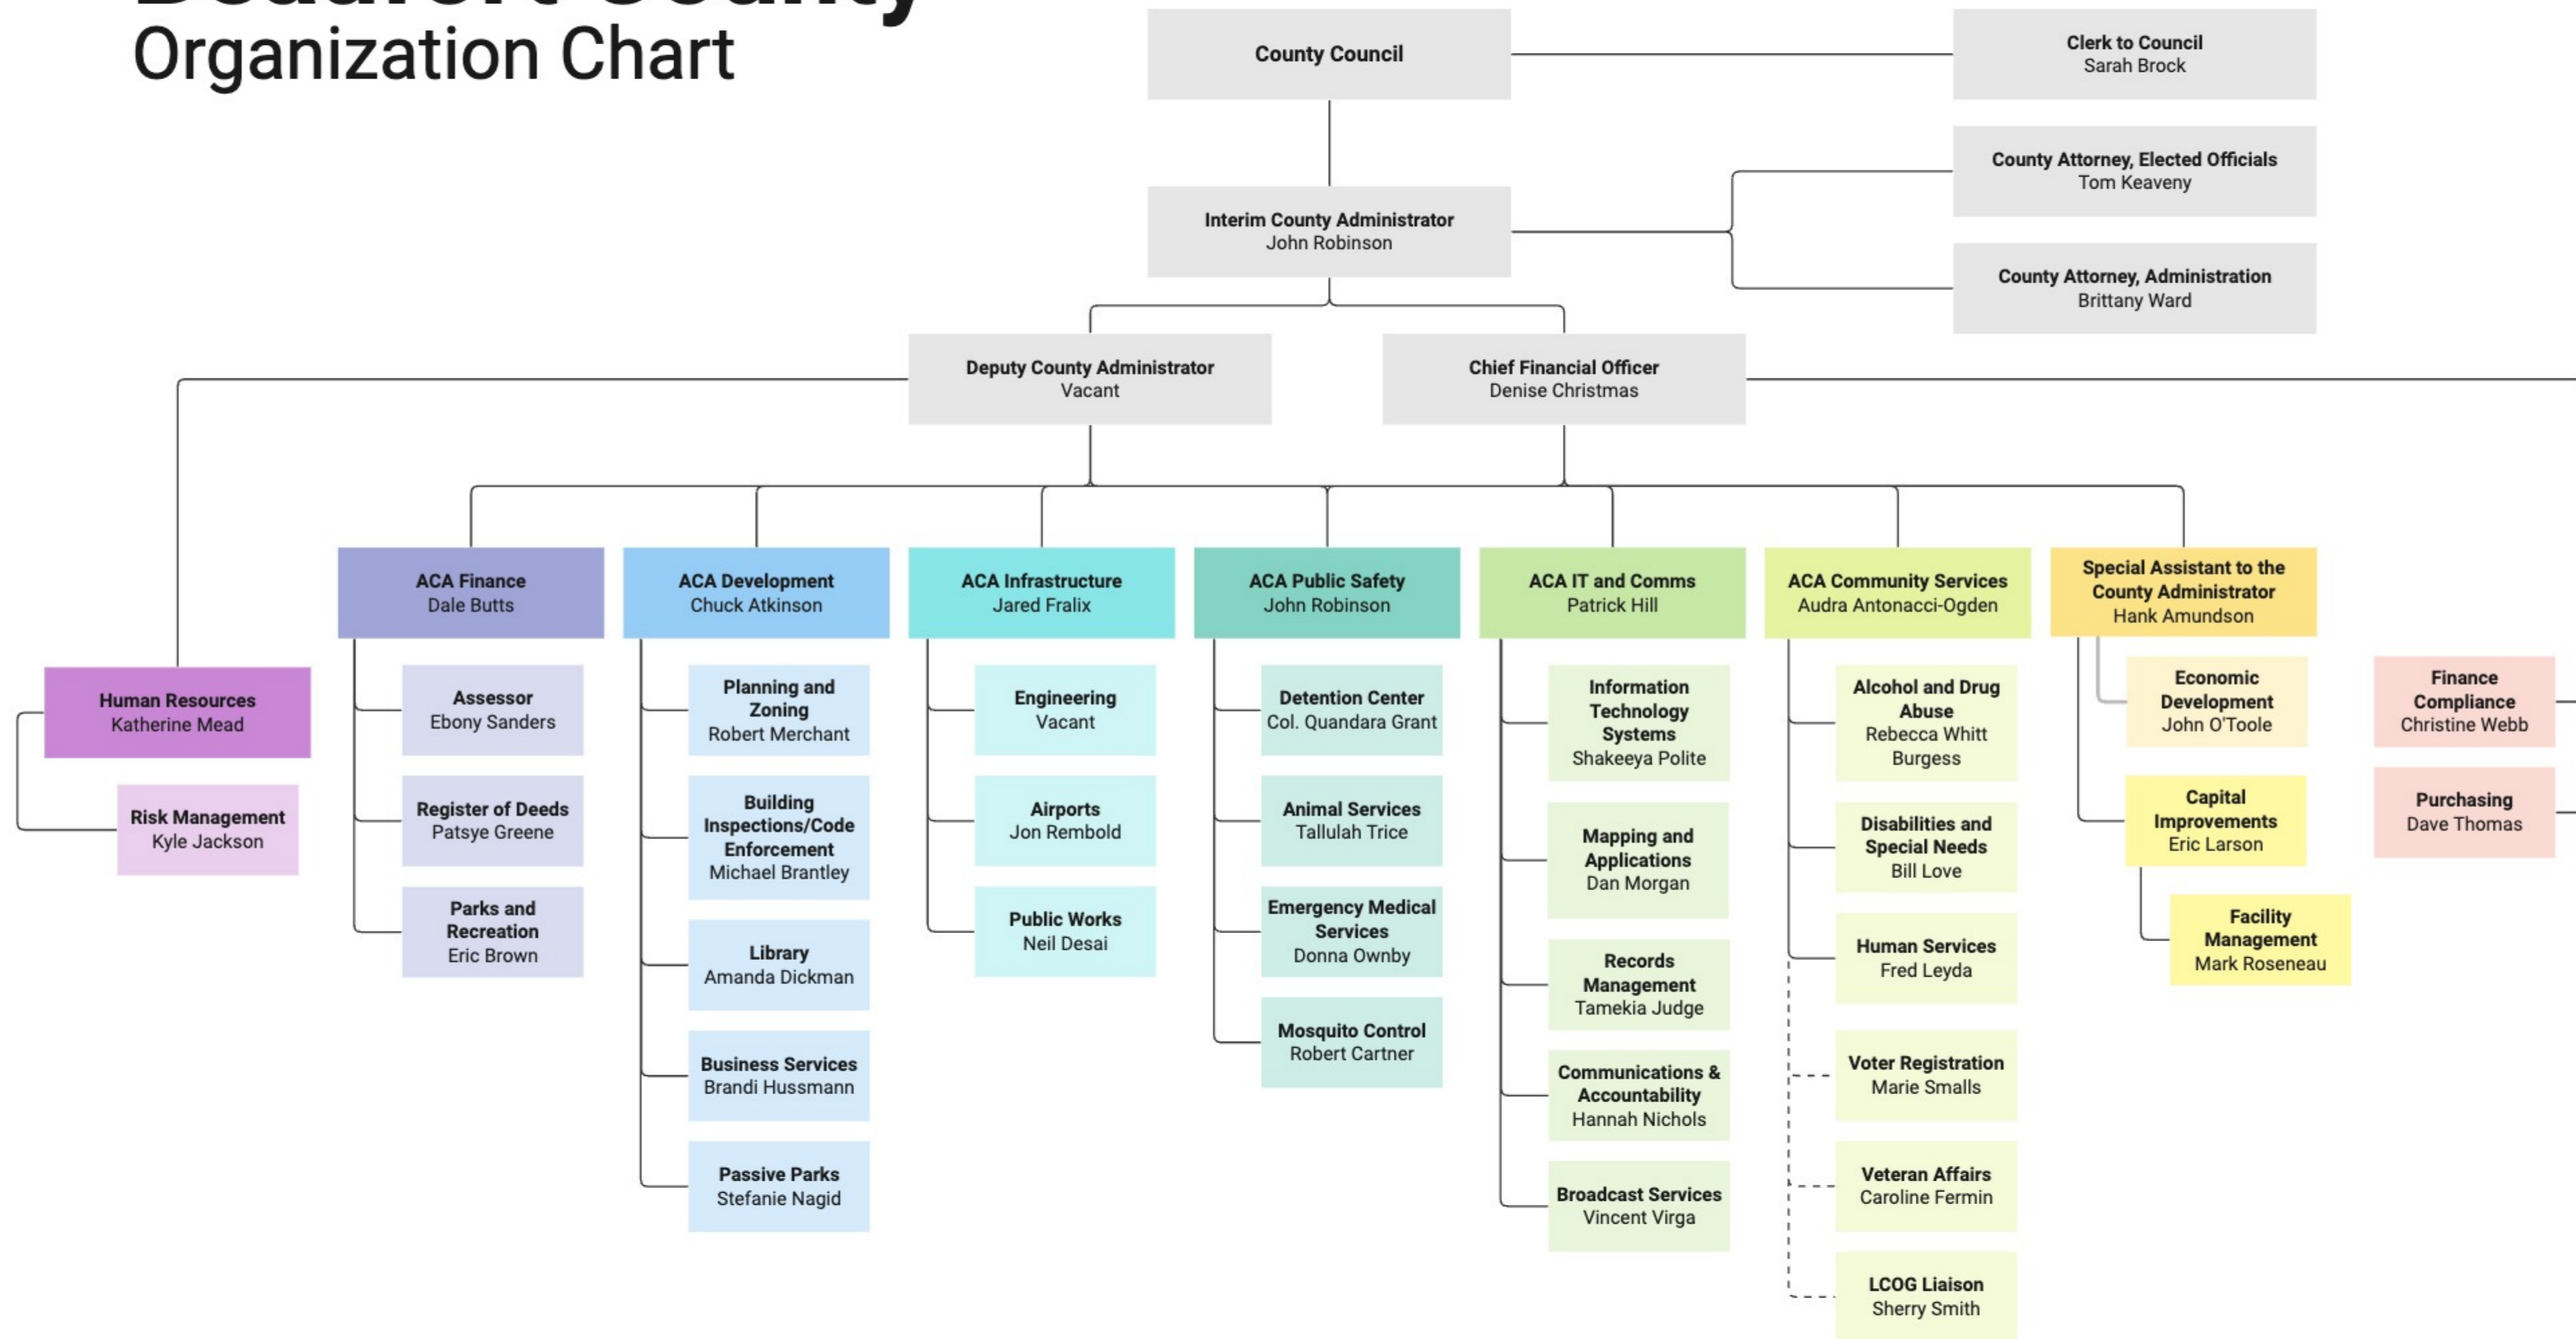 Beaufort County
Organization Chart
County Council
Clerk to Council
Sarah Brock
County Attorney, Elected Officials
Tom Keaveny
Interim County Administrator
John Robinson
County Attorney, Administration
Brittany Ward
Deputy County Administrator
Vacant
Chief Financial Officer
Denise Christmas
Human Resources
Katherine Mead
Risk Management
Kyle Jackson
ACA Finance
Dale Butts
Assessor
Ebony Sanders
Register of Deeds
Patsye Greene
Parks and
Recreation
Eric Brown
ACA Development
Chuck Atkinson
Planning and
Zoning
Robert Merchant
Building
Inspections/Code
Enforcement
Michael Brantley
Library
Amanda Dickman
Business Services
Brandi Hussmann
Passive Parks
Stefanie Nagid
ACA Infrastructure
Jared Fralix
Engineering
Vacant
Airports
Jon Rembold
Public Works
Neil Desai
ACA Public Safety
John Robinson
Detention Center
Col. Quandara Grant
Animal Services
Tallulah Trice
Emergency Medical
Services
Donna Ownby
Mosquito Control
Robert Cartner
ACA IT and Comms
Patrick Hill
Information
Technology
Systems
Shakeeya Polite
Mapping and
Applications
Dan Morgan
Records
Management
Tamekia Judge
Communications &
Accountability
Hannah Nichols
Broadcast Services
Vincent Virga
ACA Community Services
Audra Antonacci-Ogden
Alcohol and Drug
Abuse
Rebecca Whitt
Burgess
Disabilities and
Special Needs
Bill Love
Human Services
Fred Leyda
Voter Registration
Marie Smalls
Veteran Affairs
Caroline Fermin
LCOG Liaison
Sherry Smith
Special Assistant to the
County Administrator
Hank Amundson
Economic
Development
John O'Toole
Capital
Improvements
Eric Larson
Facility
Management
Mark Roseneau
Finance
Compliance
Christine Webb
Purchasing
Dave Thomas